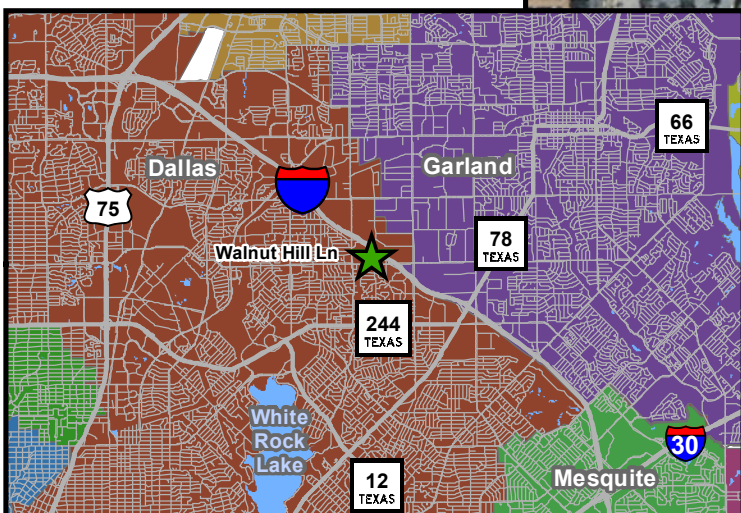 66
TEXAS
Dallas
Garland
75
Walnut Hill Ln
78
TEXAS
244
TEXAS
White
Rock
Lake
30
12
TEXAS
Mesquite